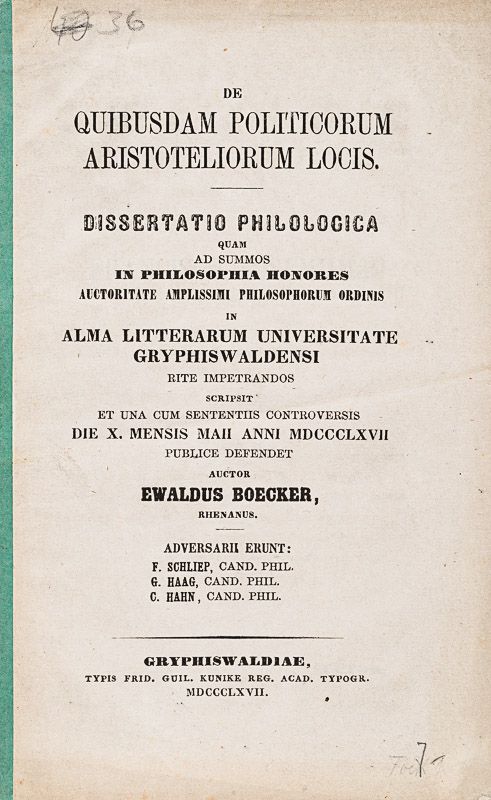 36
DE
QUIBUSDAM POLITICORUM
ARISTOTELIORUM LOCIS.
DISSERTATIO PHILOLOGICA
QUAM
AD SUMMOS
IN PHILOSOPHIA HONORES
AUCTORITATE AMPLISSIMI PHILOSOPHORUM ORDINIS
IN
ALMA LITTERARUM UNIVERSITATE
GRYPHISWALDENSI
RITE IMPETRANDOS
SCRIPSIT
ET UNA CUM SENTENTIIS CONTROVERSIS
DIE X. MENSIS MAII ANNI MDCCCLXVII
PUBLICE DEFENDET
AUCTOR
EWALDUS BOECKER,
RHENANUS.
ADVERSARII ERUNT:
F. SCHLIEP, CAND. PHIL.
G. HAAG, CAND. PHIL.
C. HAHN, CAND. PHIL.
GRYPHISWALDIAE,
TYPIS FRID. GUIL. KUNIKE REG. ACAD. TYPOGR.
MDCCCLXVII.
7